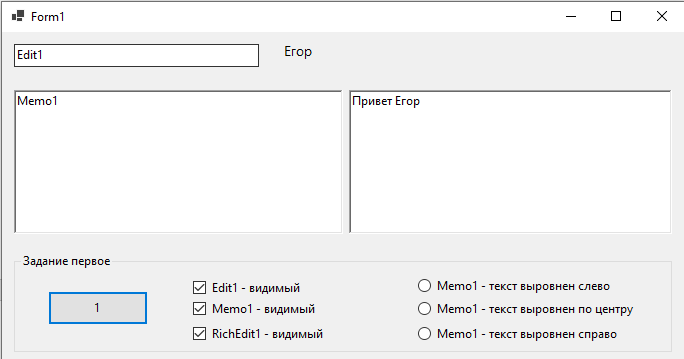 Form1
Edit1
Егор
Memo1
Привет Егор
Задание первое
1
Edit1 - видимый
Memo1 - видимый
RichEdit1 - видимый
Memo1 - текст выровнен слево
Memo1 - текст выровнен по центру
Memo1 - текст выровнен справо